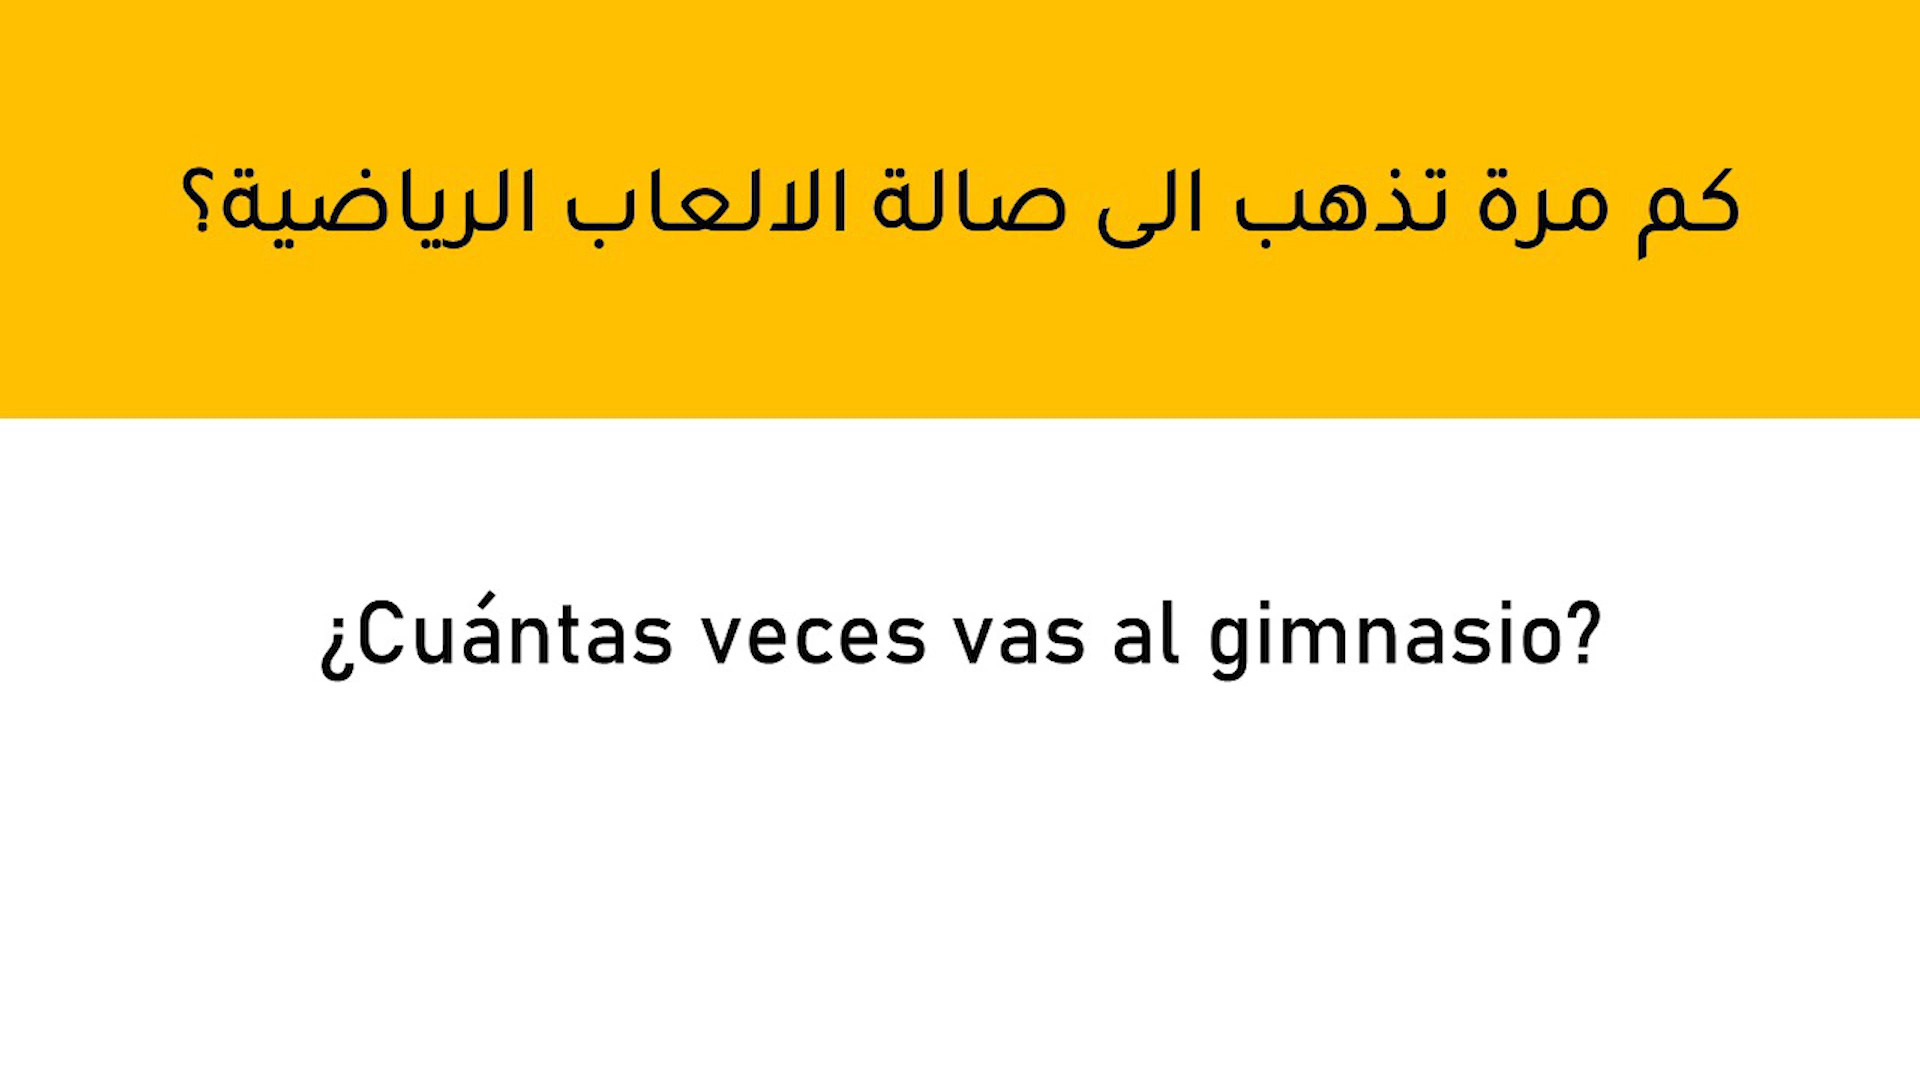 كم مرة تذهب الى صالة الالعاب الرياضية؟
¿Cuántas veces vas al gimnasio?